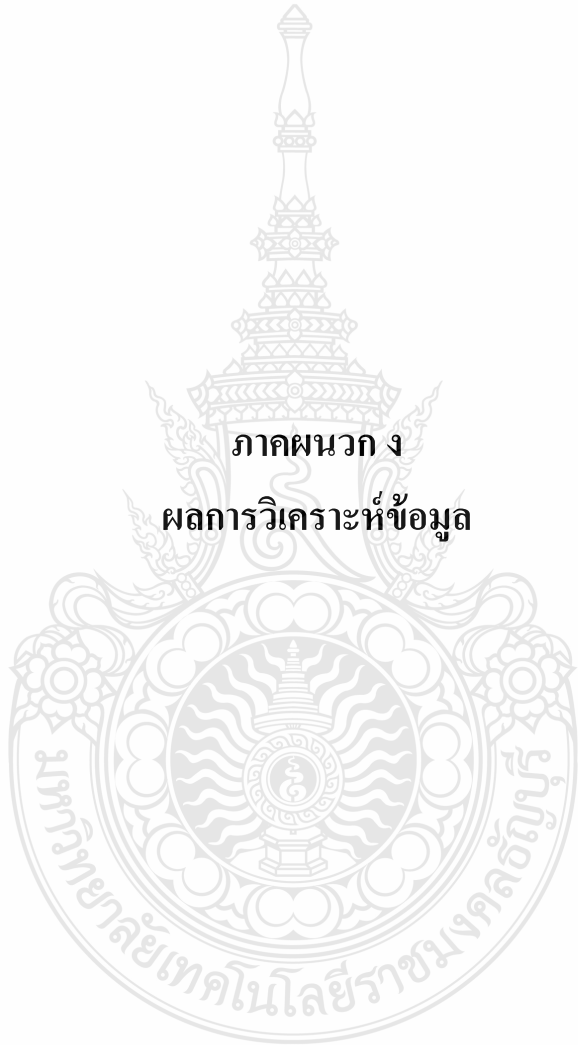 ภาคผนวก ง
ผลการวิเคราะห์ข้อมูล
มหาวิทยาลัยเทคโนโลยีราชมงคลธัญบุรี